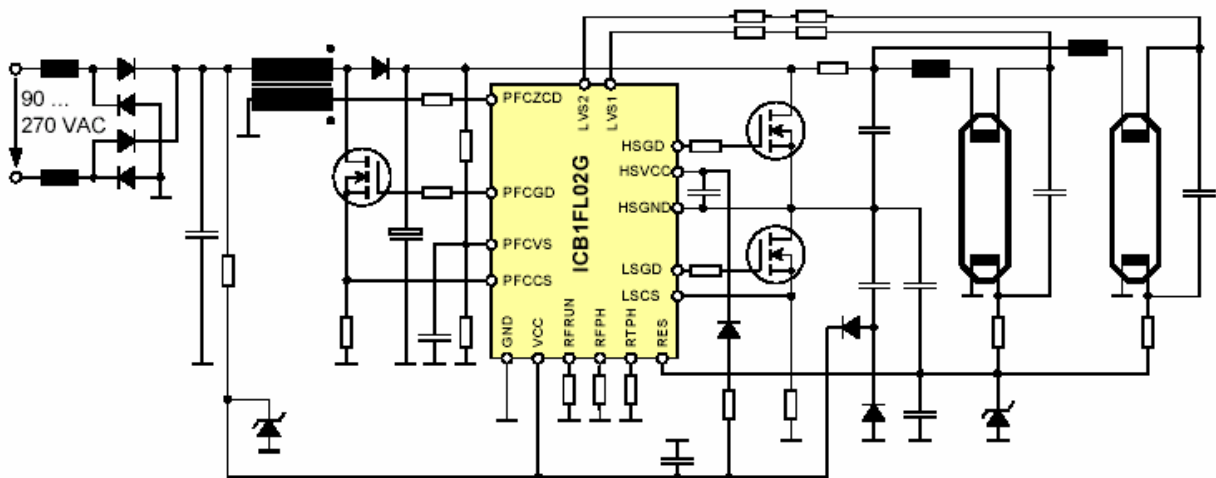 90 ...
270 VAC
PFCZCD
PFCGD
PFCVS
PFCCS
LVS2
LVS1
ICB1FL02G
HSGD
HSVCC
HSGND
LSGD
LSCS
GND
VCC
RFRUN
RFPH
RTPH
RES